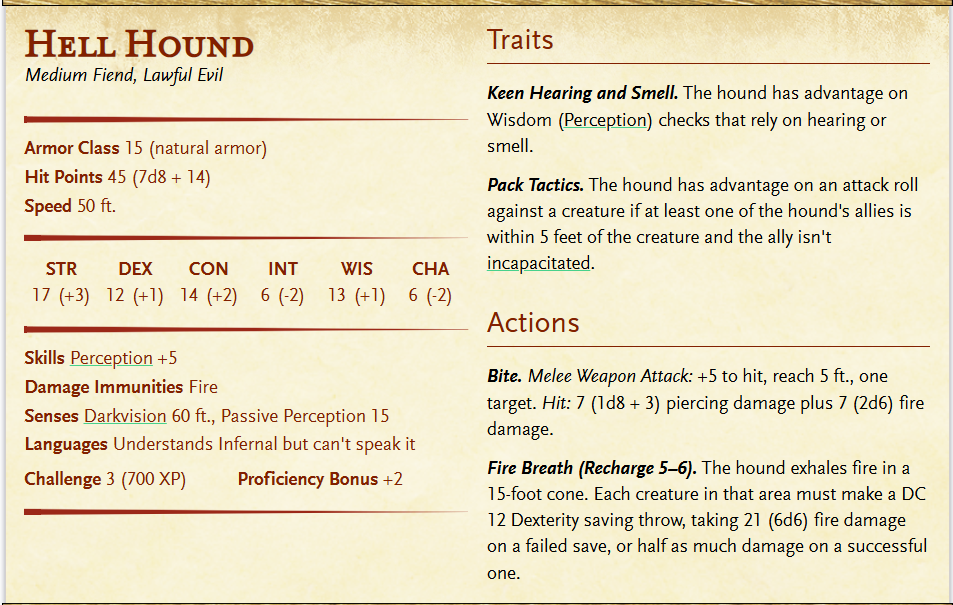 Hell Hound
Medium Fiend, Lawful Evil
Armor Class 15 (natural armor)
Hit Points 45 (7d8 + 14)
Speed 50 ft.
STR DEX CON INT WIS CHA
17 (+3) 12 (+1) 14 (+2) 6 (-2) 13 (+1) 6 (-2)
Skills Perception +5
Damage Immunities Fire
Senses Darkvision 60 ft., Passive Perception 15
Languages Understands Infernal but can't speak it
Challenge 3 (700 XP) Proficiency Bonus +2
Traits
Keen Hearing and Smell. The hound has advantage on
Wisdom (Perception) checks that rely on hearing or
smell.
Pack Tactics. The hound has advantage on an attack roll
against a creature if at least one of the hound's allies is
within 5 feet of the creature and the ally isn't
incapacitated.
Actions
Bite. Melee Weapon Attack: +5 to hit, reach 5 ft., one
target. Hit: 7 (1d8 + 3) piercing damage plus 7 (2d6) fire
damage.
Fire Breath (Recharge 5–6). The hound exhales fire in a
15-foot cone. Each creature in that area must make a DC
12 Dexterity saving throw, taking 21 (6d6) fire damage
on a failed save, or half as much damage on a successful
one.